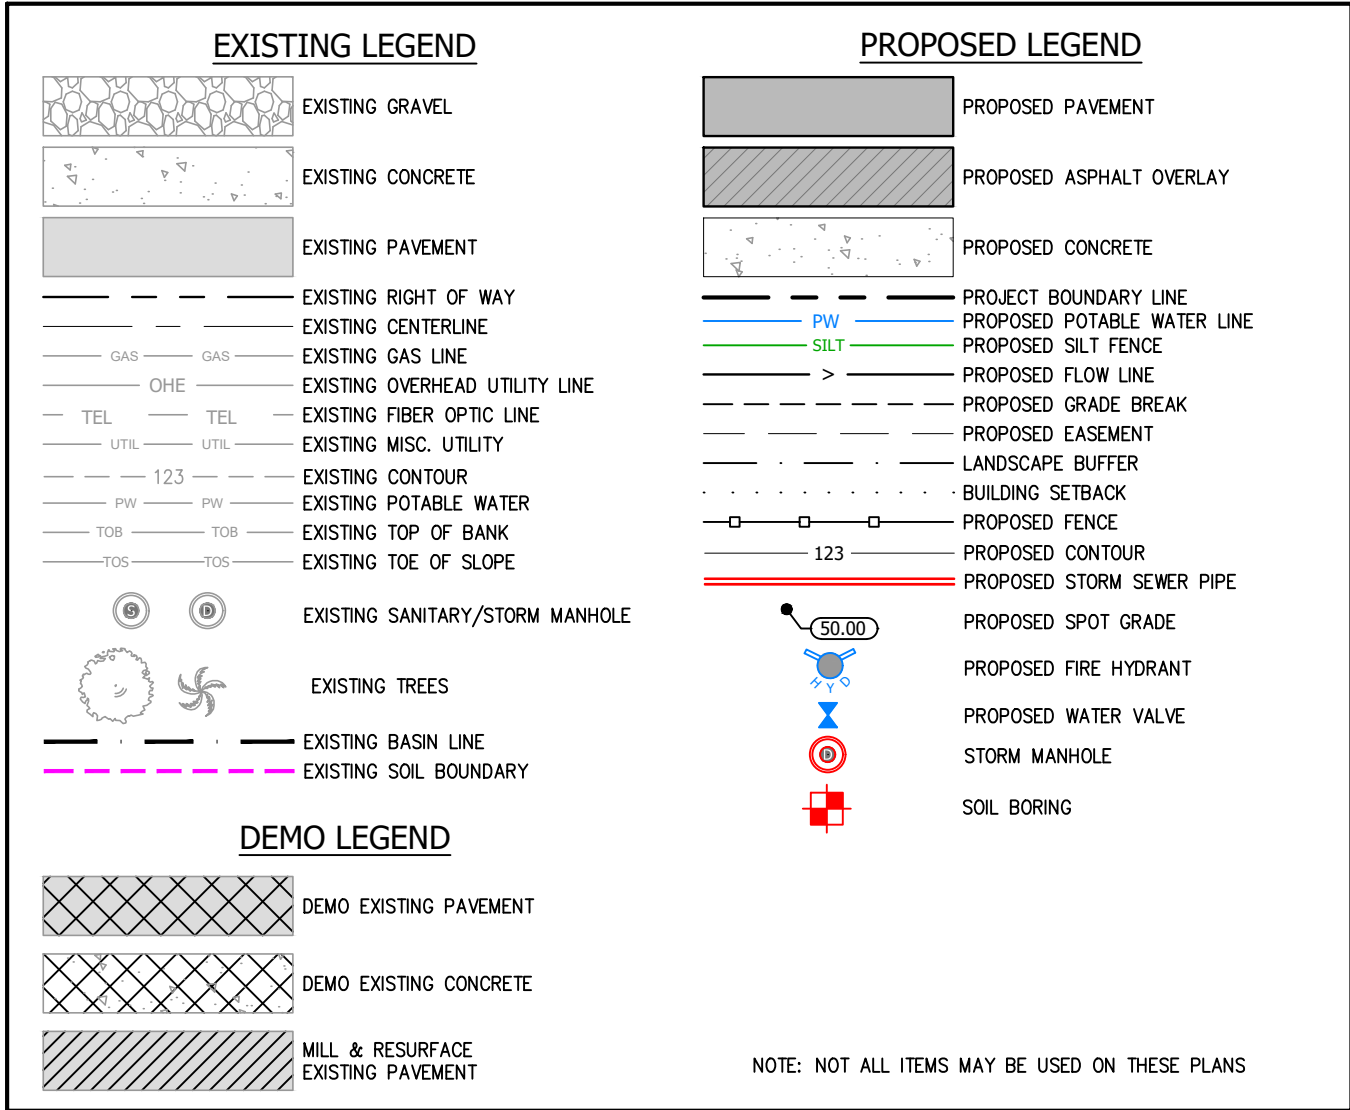 EXISTING LEGEND
EXISTING GRAVEL
EXISTING CONCRETE
EXISTING PAVEMENT
EXISTING RIGHT OF WAY
EXISTING CENTERLINE
GAS GAS EXISTING GAS LINE
OHE EXISTING OVERHEAD UTILITY LINE
TEL TEL EXISTING FIBER OPTIC LINE
UTIL UTIL EXISTING MISC. UTILITY
123 EXISTING CONTOUR
PW PW EXISTING POTABLE WATER
TOB TOB EXISTING TOP OF BANK
TOS TOS EXISTING TOE OF SLOPE
S D EXISTING SANITARY/STORM MANHOLE
EXISTING TREES
EXISTING BASIN LINE
EXISTING SOIL BOUNDARY
DEMO LEGEND
DEMO EXISTING PAVEMENT
DEMO EXISTING CONCRETE
MILL & RESURFACE
EXISTING PAVEMENT
PROPOSED LEGEND
PROPOSED PAVEMENT
PROPOSED ASPHALT OVERLAY
PROPOSED CONCRETE
PROJECT BOUNDARY LINE
PW PROPOSED POTABLE WATER LINE
SILT PROPOSED SILT FENCE
> PROPOSED FLOW LINE
PROPOSED GRADE BREAK
PROPOSED EASEMENT
LANDSCAPE BUFFER
BUILDING SETBACK
PROPOSED FENCE
123 PROPOSED CONTOUR
PROPOSED STORM SEWER PIPE
50.00 PROPOSED SPOT GRADE
HYD PROPOSED FIRE HYDRANT
PROPOSED WATER VALVE
D STORM MANHOLE
SOIL BORING
NOTE: NOT ALL ITEMS MAY BE USED ON THESE PLANS